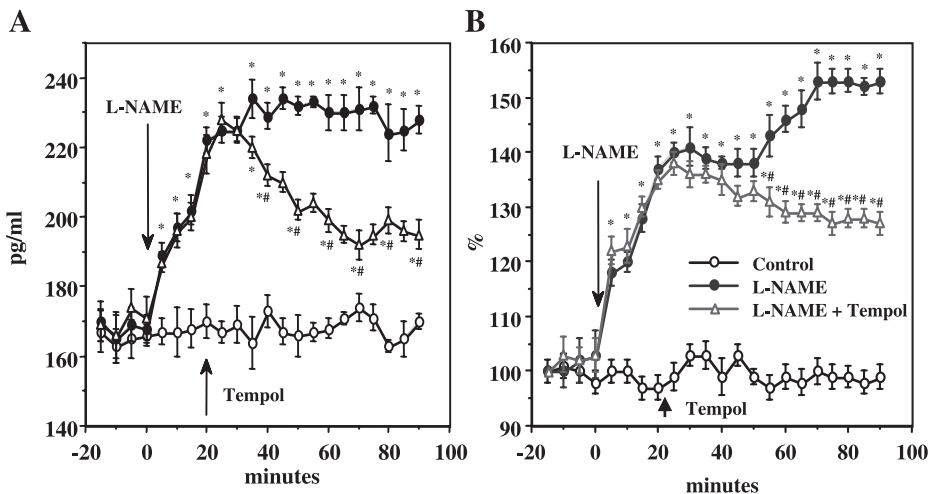 A
B
240
220
200
180
160
140
pg/ml
-20
0
20
40
60
80
100
minutes
L-NAME
Tempol
* * * * * * * * * * * * * * * * *
* *# *# *# *# *# *#
160
150
140
130
120
110
100
90
%
-20
0
20
40
60
80
100
minutes
L-NAME
Tempol
Control
L-NAME
L-NAME + Tempol
* * * * * * * * * * * * * * * *
*# *# *# *# *# *# *# *#